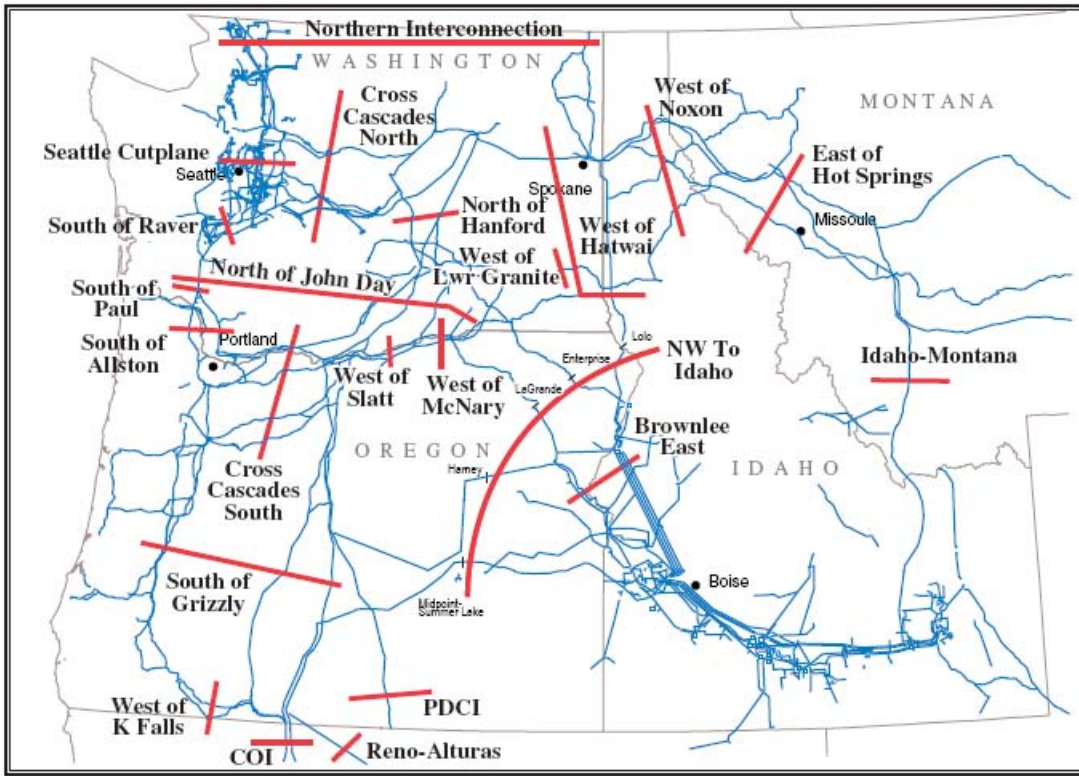 Northern Interconnection
WASHINGTON
MONTANA
Cross
Cascades
North
West of
Noxon
Seattle Cutplane
Seattle
Spokane
East of
Hot Springs
South of Raver
North of
Hanford
West of
Hatwai
Missoula
West of
Lwr Granite
North of John Day
South of
Paul
South of
Allston
Portland
West of
Slatt
West of
McNary
Lolo
Enterprise
LaGrande
NW To
Idaho
Idaho-Montana
Brownlee
East
OREGON
IDAHO
Harney
Cross
Cascades
South
South of
Grizzly
Boise
Midpoint-
Summer Lake
West of
K Falls
PDCI
COI
Reno-Alturas